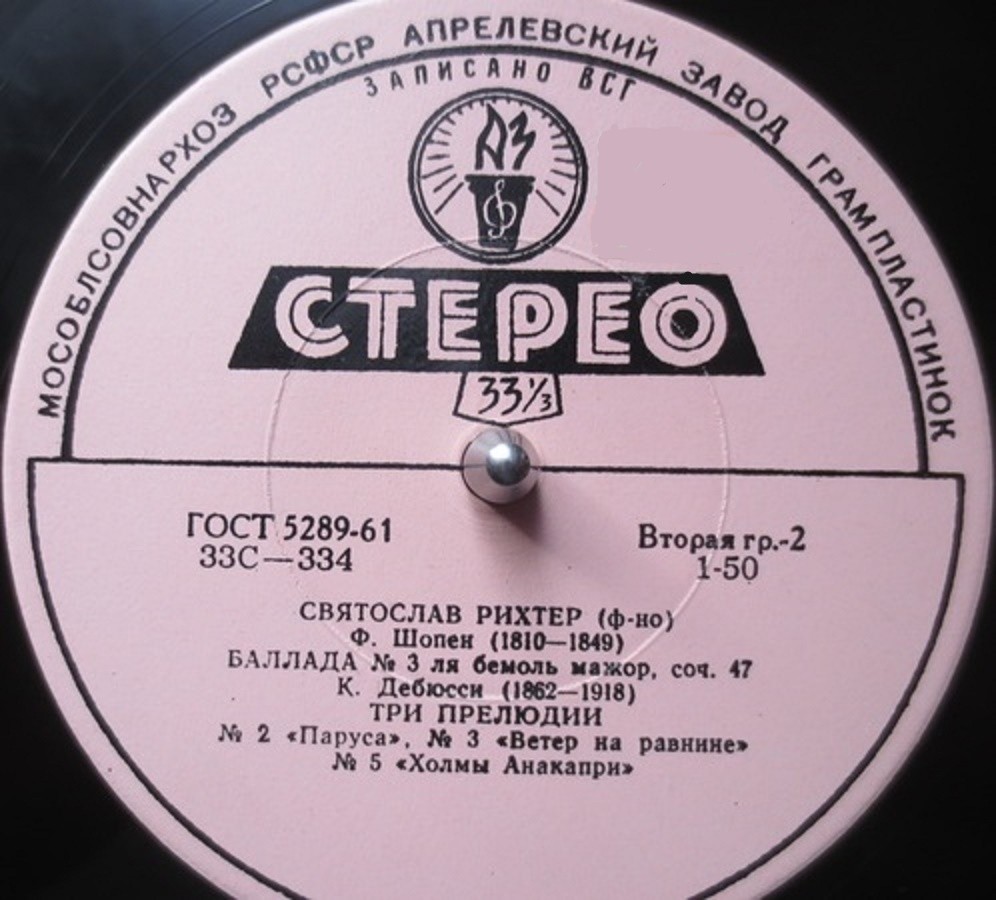 МОСОБЛСОВНАРХОЗ РСФСР АПРЕЛЕВСКИЙ ЗАВОД ГРАМПЛАСТИНОК
ЗАПИСАНО ВСГ
АЗ
СТЕРЕО
33⅓
ГОСТ 5289-61 Вторая гр.-2
33С—334 1-50
СВЯТОСЛАВ РИХТЕР (ф-но)
Ф. Шопен (1810—1849)
БАЛЛАДА № 3 ля бемоль мажор, соч. 47
К. Дебюсси (1862—1918)
ТРИ ПРЕЛЮДИИ
№ 2 «Паруса», № 3 «Ветер на равнине»
№ 5 «Холмы Анакапри»